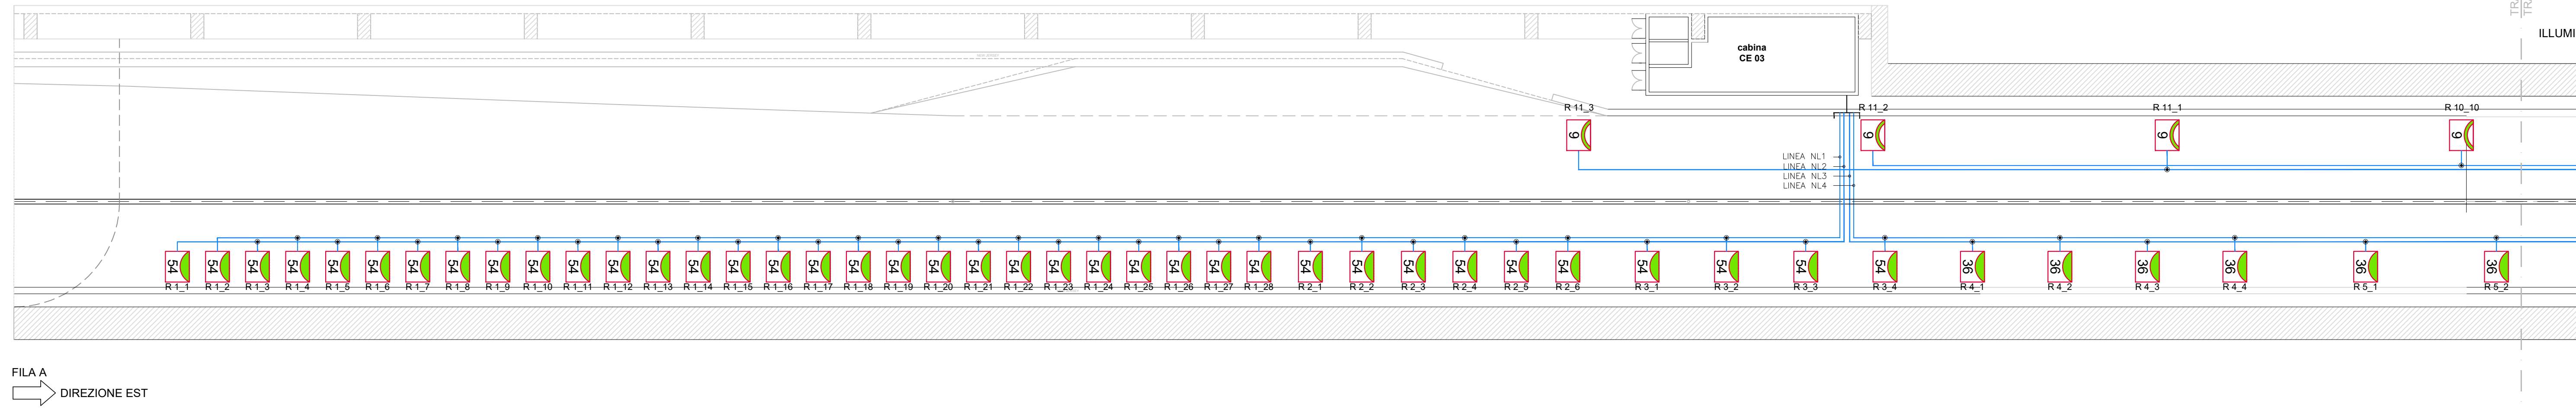 NEW JERSEY
cabina
CE 03
TR
TR
ILLUMI
R 11_3
R 11_2
R 11_1
R 10_10
9
9
9
9
LINEA NL1
LINEA NL2
LINEA NL3
LINEA NL4
54 54 54 54 54 54 54 54 54 54 54 54 54 54 54 54 54 54 54 54 54 54 54 54 54 54 54 54 54 54 54 54 54 54 54 54 54 54 36 36 36 36 36 36
R 1_1 R 1_2 R 1_3 R 1_4 R 1_5 R 1_6 R 1_7 R 1_8 R 1_9 R 1_10 R 1_11 R 1_12 R 1_13 R 1_14 R 1_15 R 1_16 R 1_17 R 1_18 R 1_19 R 1_20 R 1_21 R 1_22 R 1_23 R 1_24 R 1_25 R 1_26 R 1_27 R 1_28 R 2_1 R 2_2 R 2_3 R 2_4 R 2_5 R 2_6 R 3_1 R 3_2 R 3_3 R 3_4 R 4_1 R 4_2 R 4_3 R 4_4 R 5_1 R 5_2
FILA A
DIREZIONE EST